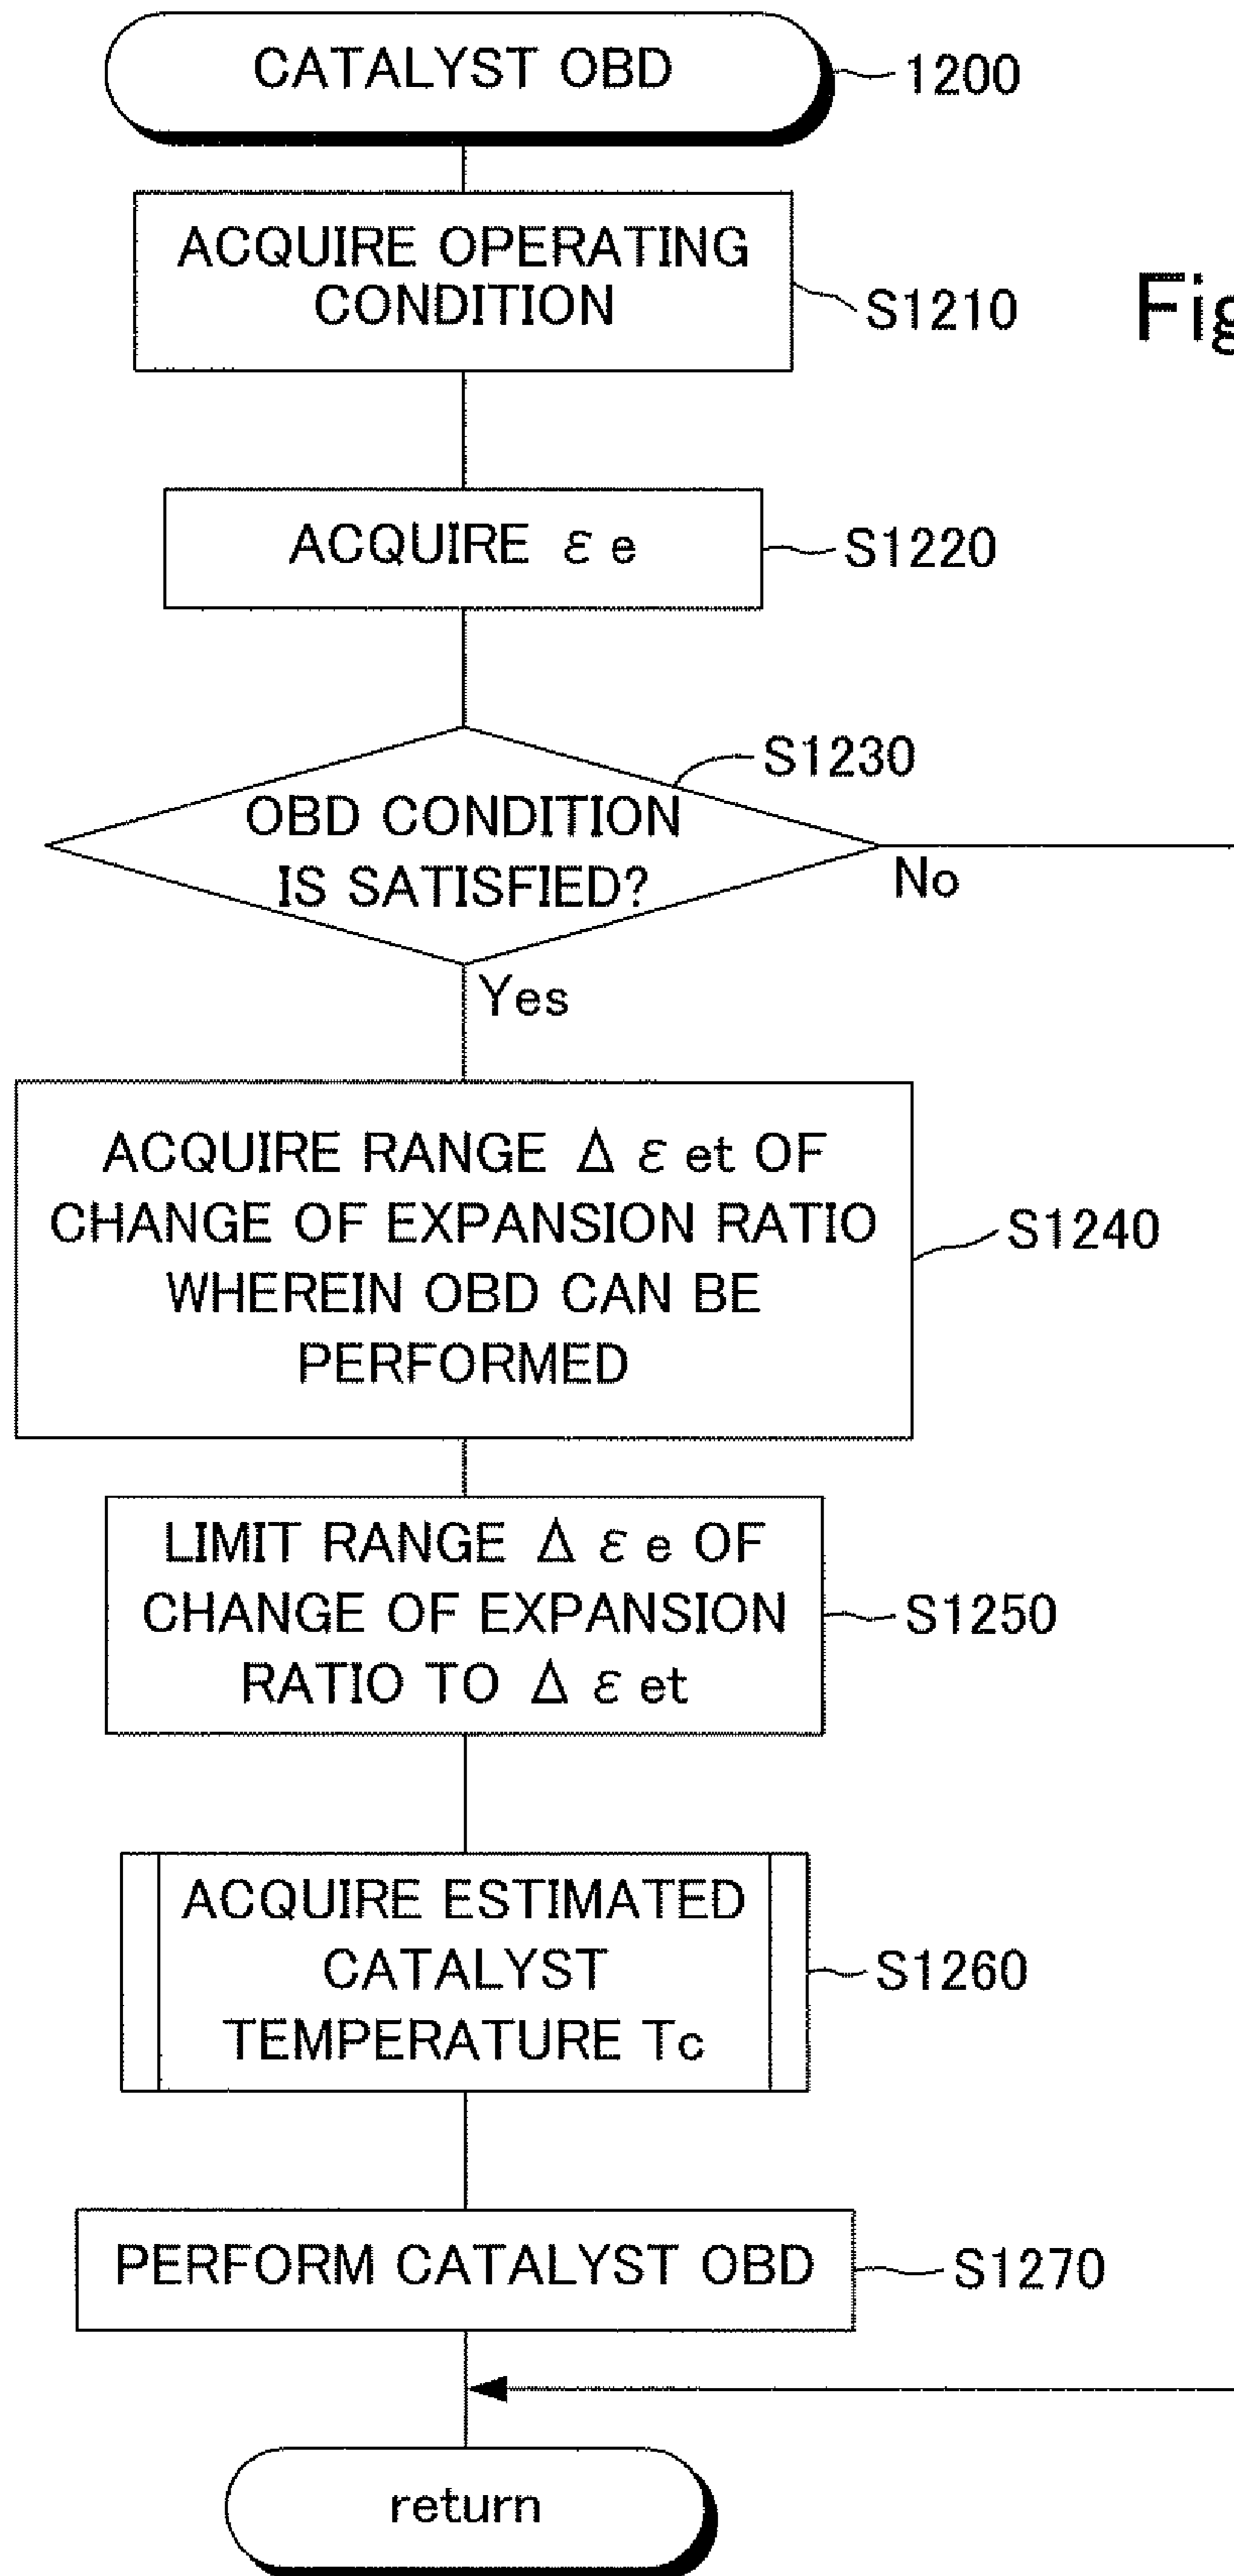 CATALYST OBD
1200
ACQUIRE OPERATING
CONDITION
S1210
Fig
ACQUIRE εe
S1220
S1230
OBD CONDITION
IS SATISFIED?
No
Yes
ACQUIRE RANGE Δεet OF
CHANGE OF EXPANSION RATIO
WHEREIN OBD CAN BE
PERFORMED
S1240
LIMIT RANGE Δεe OF
CHANGE OF EXPANSION
RATIO TO Δεet
S1250
ACQUIRE ESTIMATED
CATALYST
TEMPERATURE Tc
S1260
PERFORM CATALYST OBD
S1270
return